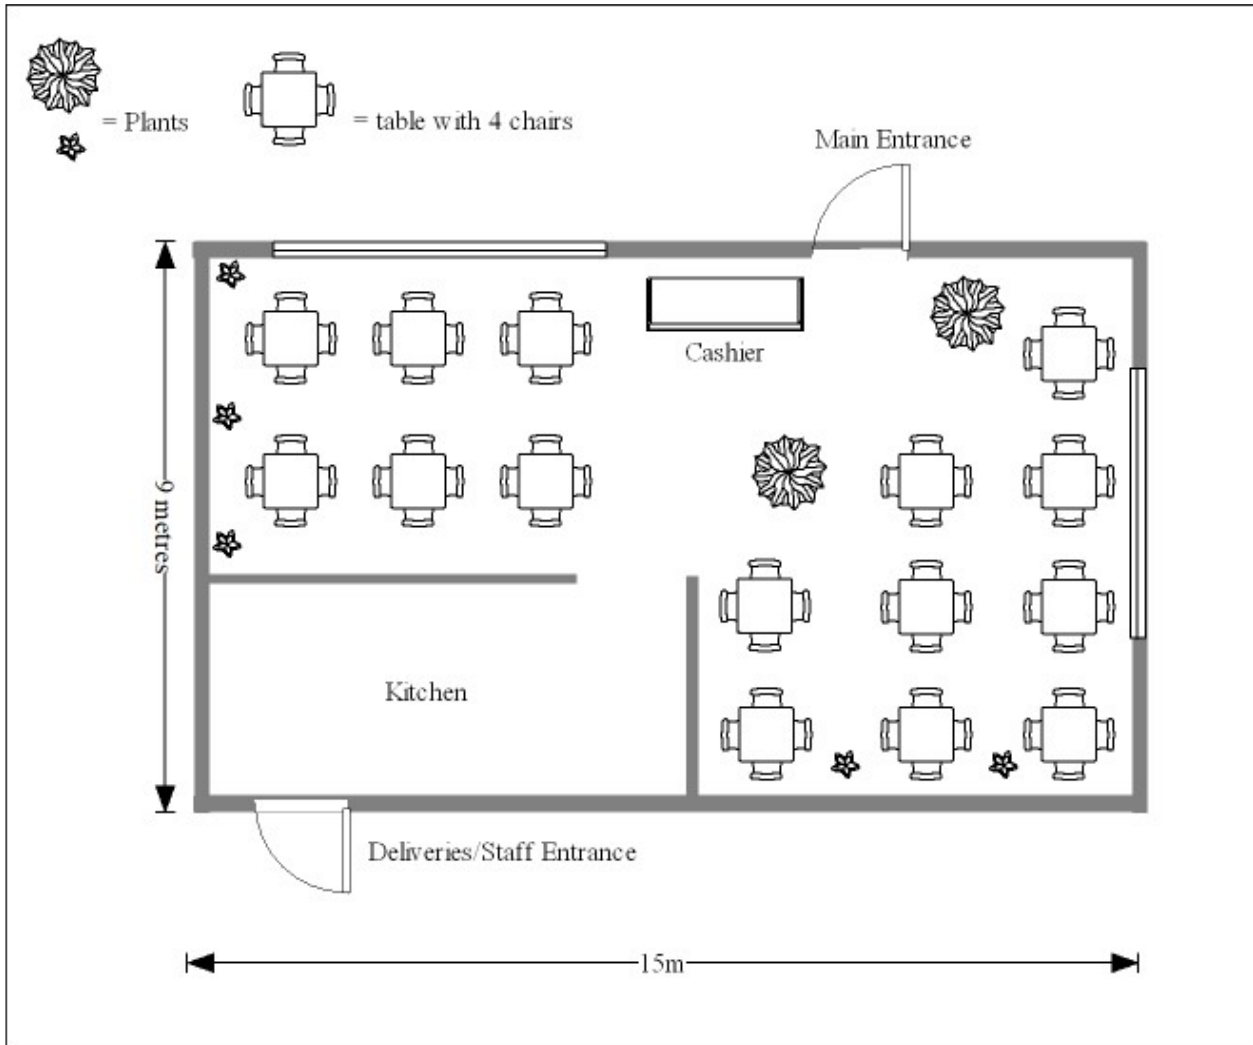 = Plants
= table with 4 chairs
Main Entrance
Cashier
9 metres
Kitchen
Deliveries/Staff Entrance
15m